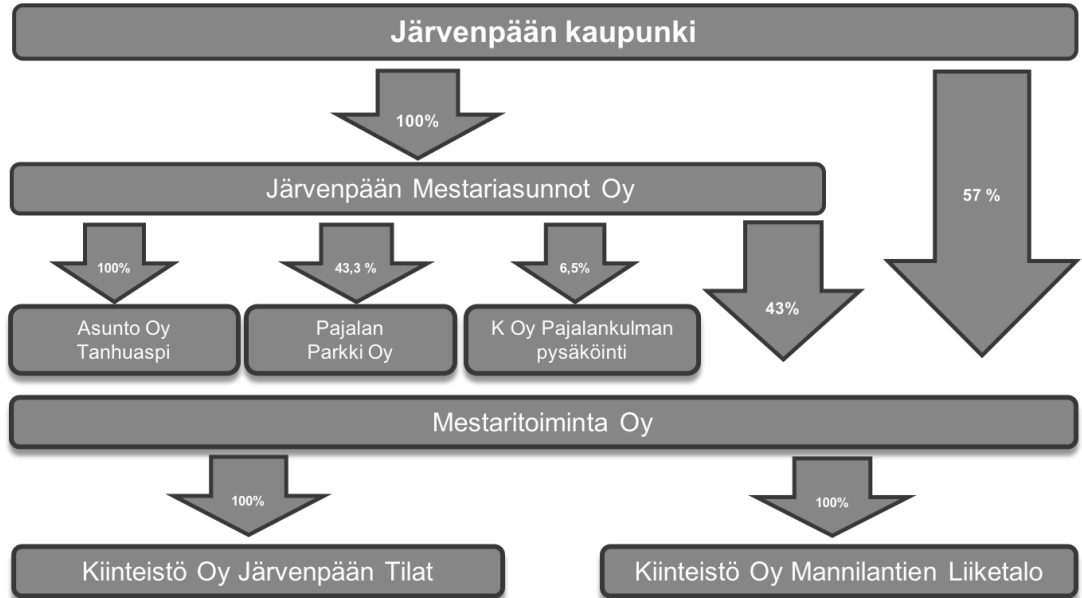 Järvenpään kaupunki
100%
57 %
Järvenpään Mestariasunnot Oy
100%
43,3 %
6,5%
43%
Asunto Oy
Tanhuaspi
Pajalan
Parkki Oy
K Oy Pajalankulman
pysäköinti
Mestaritoiminta Oy
100%
100%
Kiinteistö Oy Järvenpään Tilat
Kiinteistö Oy Mannilantien Liiketalo